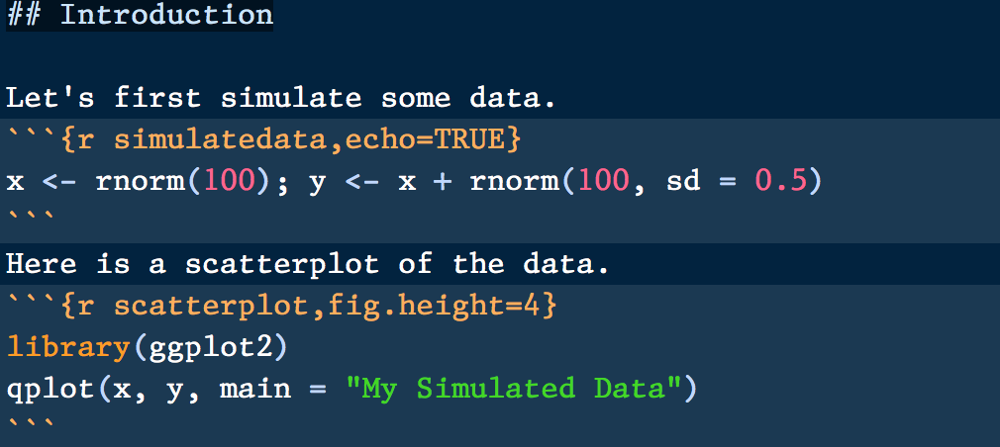 ## Introduction
Let's first simulate some data.
```{r simulatedata,echo=TRUE}
x <- rnorm(100); y <- x + rnorm(100, sd = 0.5)
```
Here is a scatterplot of the data.
```{r scatterplot,fig.height=4}
library(ggplot2)
qplot(x, y, main = "My Simulated Data")
```